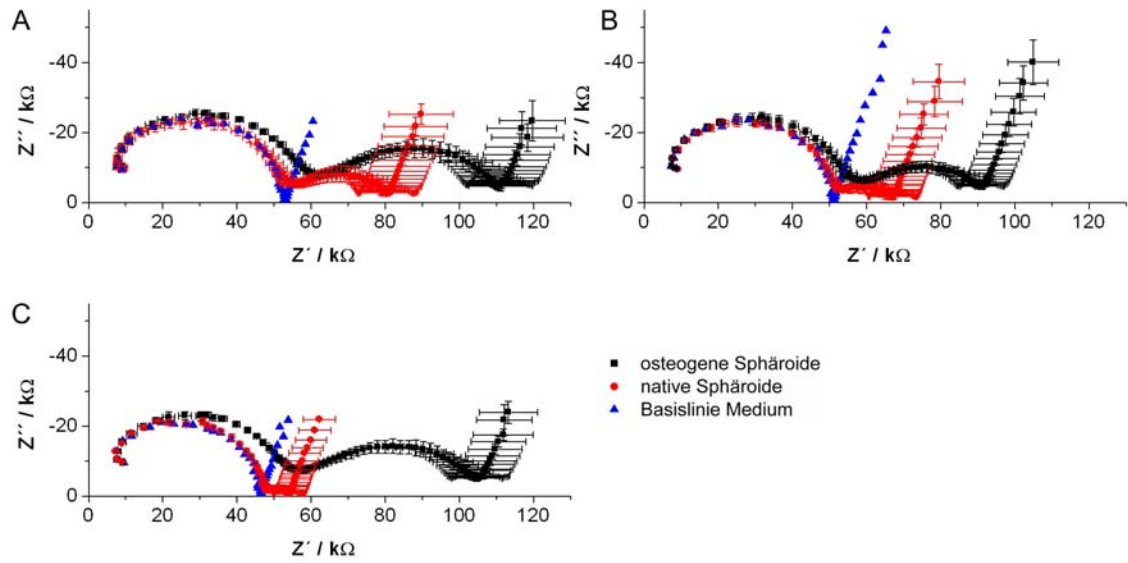 A
-40
-20
0
Z´´ / kΩ
0 20 40 60 80 100 120
Z´ / kΩ
B
-40
-20
0
Z´´ / kΩ
0 20 40 60 80 100 120
Z´ / kΩ
C
-40
-20
0
Z´´ / kΩ
0 20 40 60 80 100 120
Z´ / kΩ
osteogene Sphäroide
native Sphäroide
Basislinie Medium